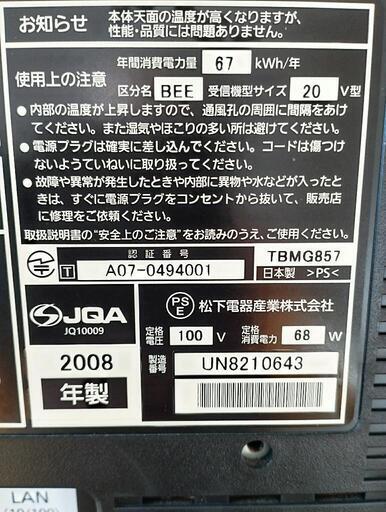 お知らせ
本体天面の温度が高くなりますが、
性能・品質には問題ありません。
年間消費電力量 67 kWh/年
使用上の注意
区分名 BEE 受信機型サイズ 20 V型
●内部の温度が上昇しますので、通風孔の周囲に間隔をあけ
てください。また湿気やほこりの多い所は避けてください。
●電源プラグは確実に差し込んでください。コードは傷つけ
ないようていねいに取り扱ってください。
●故障や異常が発生したときや内部に異物や水などが入ったと
きは、すぐに電源プラグをコンセントから抜いて、販売店
に修理をご依頼ください。
取扱説明書の"安全上のご注意"をお読みのうえ、ご使用ください。
認証番号
T A07-0494001
TBMG857
日本製 >PS<
JQA
JQ10009
PS
E
松下電器産業株式会社
定格
電圧 100 V
定格
消費電力 68 W
2008
年製
製造
番号 UN8210643
LAN